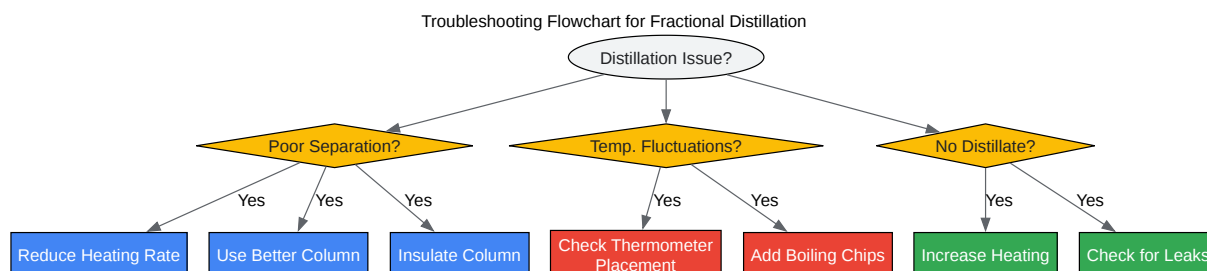 Troubleshooting Flowchart for Fractional Distillation
Distillation Issue?
Poor Separation?
Temp. Fluctuations?
No Distillate?
Yes
Yes
Yes
Yes
Yes
Yes
Yes
Reduce Heating Rate
Use Better Column
Insulate Column
Check Thermometer
Placement
Add Boiling Chips
Increase Heating
Check for Leaks